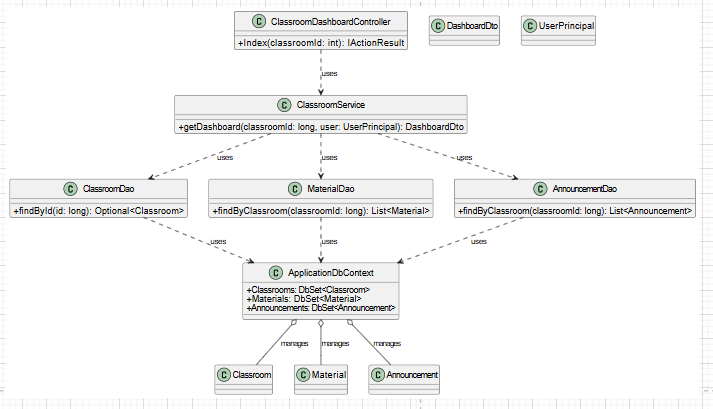 C ClassroomDashboardController
+Index(classroomId: int): IActionResult
C DashboardDto
C UserPrincipal
uses
C ClassroomService
+getDashboard(classroomId: long, user: UserPrincipal): DashboardDto
uses
uses
uses
C ClassroomDao
+findById(id: long): Optional<Classroom>
C MaterialDao
+findByClassroom(classroomId: long): List<Material>
C AnnouncementDao
+findByClassroom(classroomId: long): List<Announcement>
uses
uses
uses
C ApplicationDbContext
+Classrooms: DbSet<Classroom>
+Materials: DbSet<Material>
+Announcements: DbSet<Announcement>
manages
manages
manages
C Classroom
C Material
C Announcement